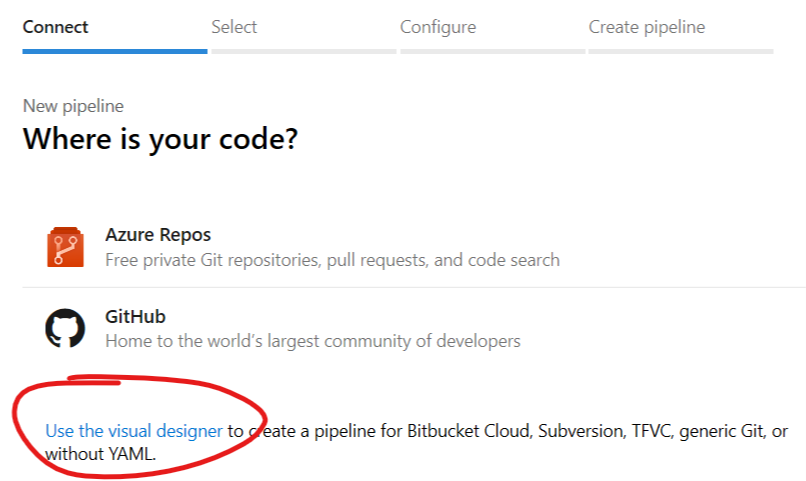 Connect Select Configure Create pipeline
New pipeline
Where is your code?
Azure Repos
Free private Git repositories, pull requests, and code search
GitHub
Home to the world's largest community of developers
Use the visual designer to create a pipeline for Bitbucket Cloud, Subversion, TFVC, generic Git, or
without YAML.